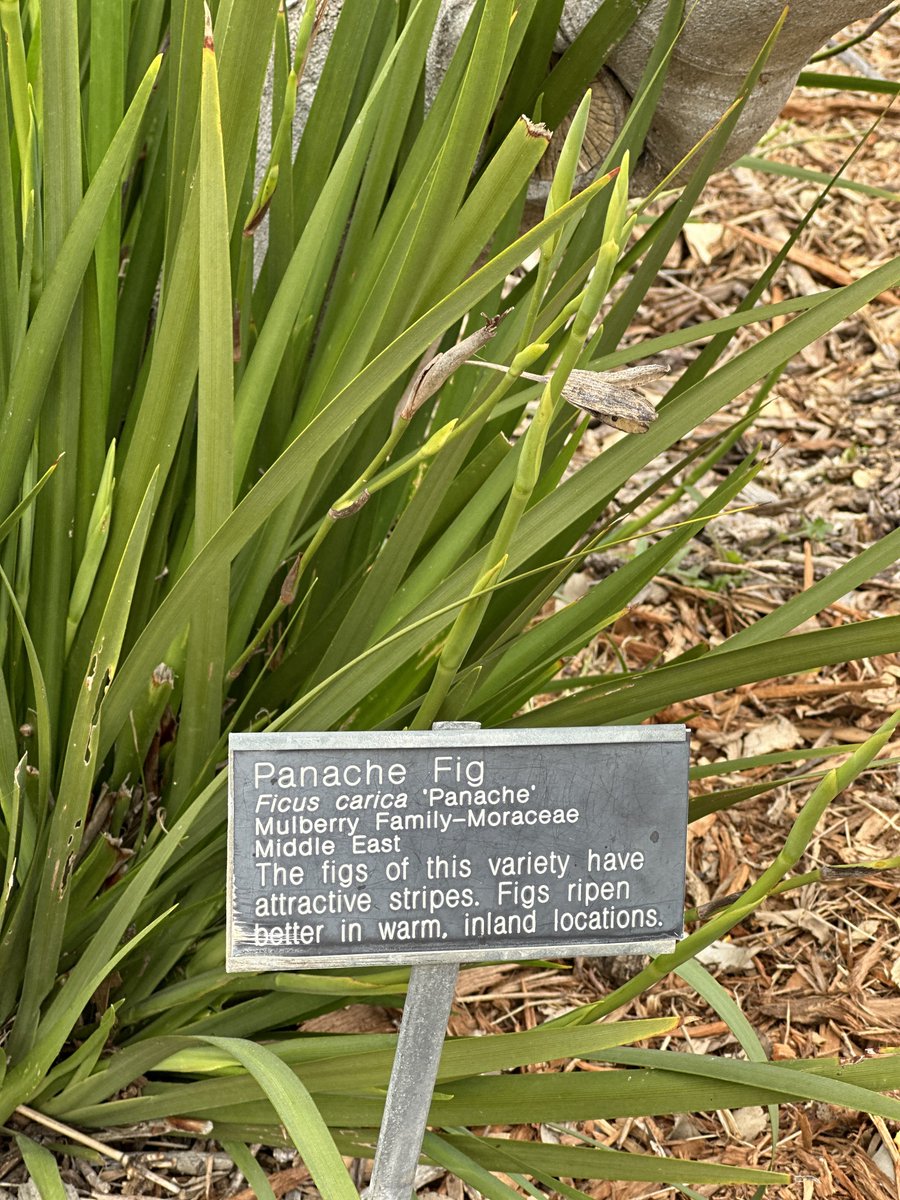 Panache Fig
Ficus carica 'Panache'
Mulberry Family–Moraceae
Middle East
The figs of this variety have
attractive stripes. Figs ripen
better in warm, inland locations.